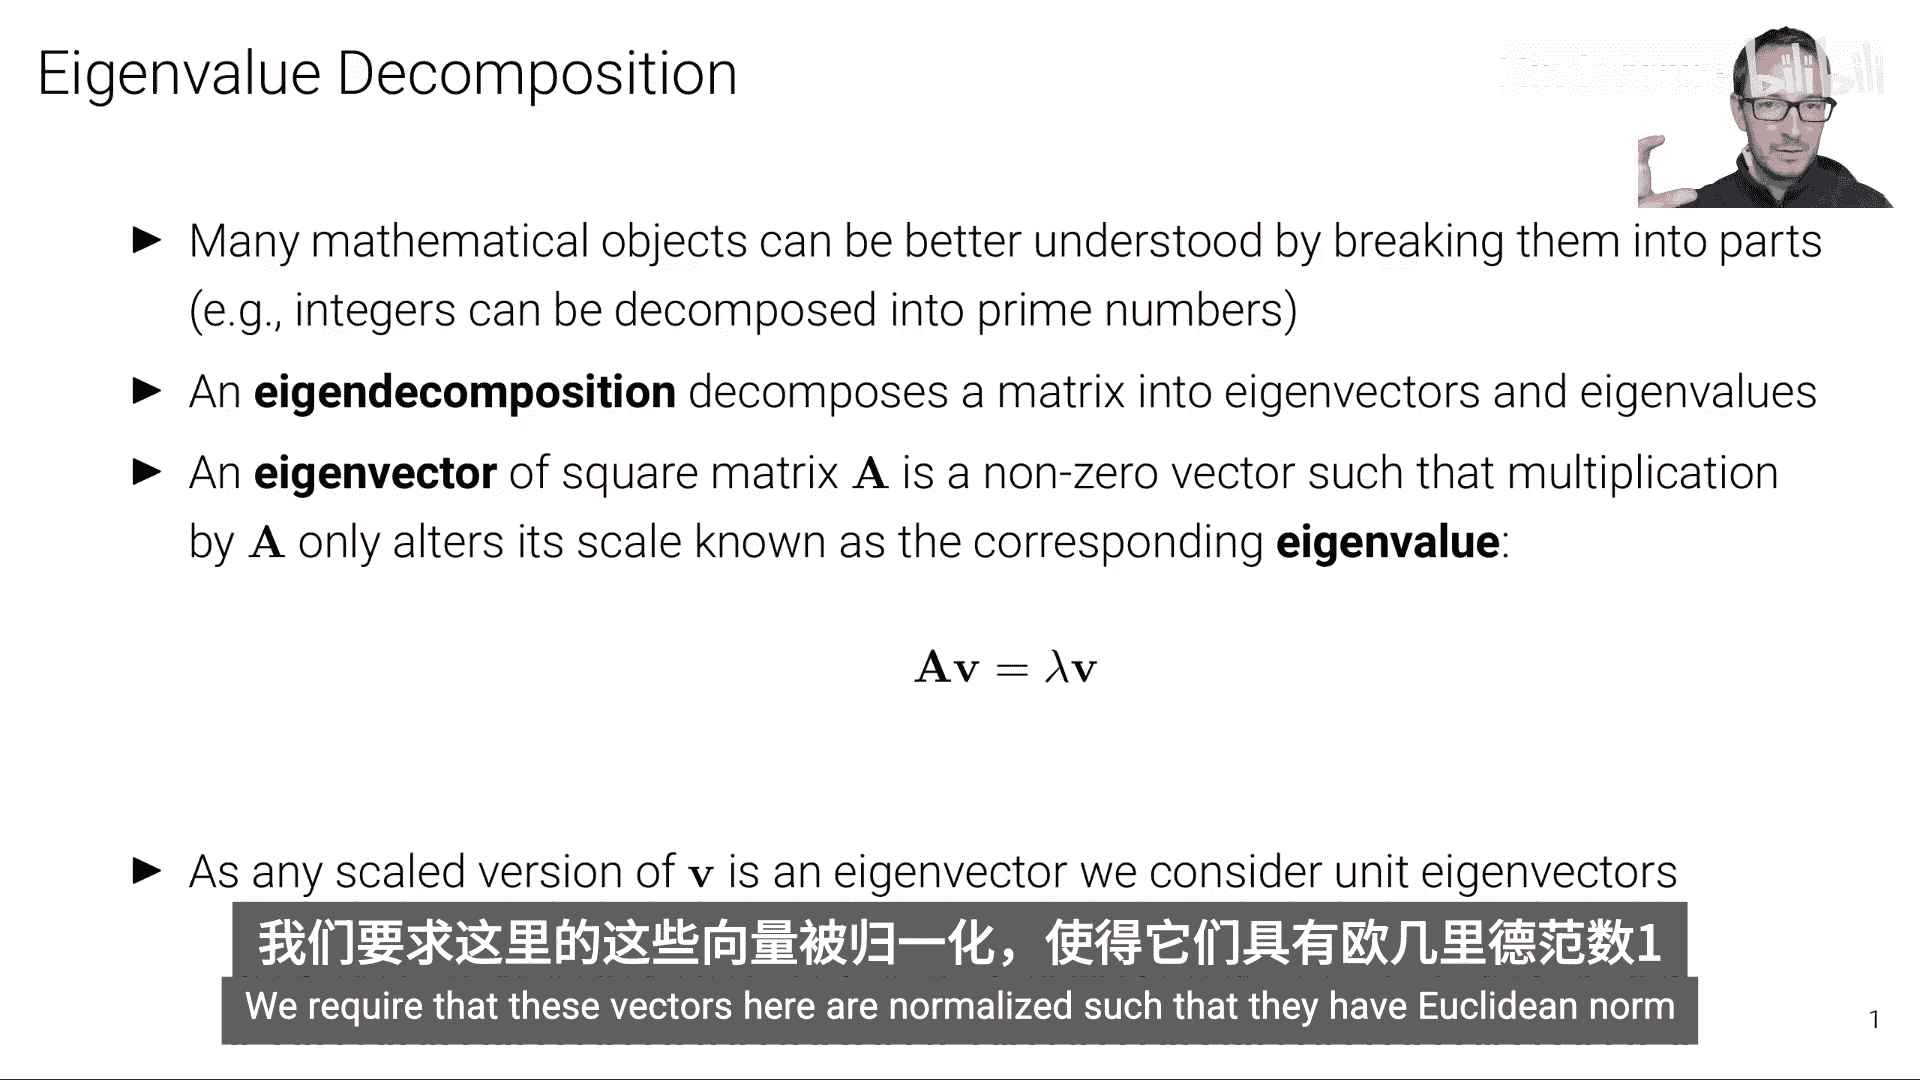 Eigenvalue Decomposition
bilibili
► Many mathematical objects can be better understood by breaking them into parts
(e.g., integers can be decomposed into prime numbers)
► An eigendecomposition decomposes a matrix into eigenvectors and eigenvalues
► An eigenvector of square matrix A is a non-zero vector such that multiplication
by A only alters its scale known as the corresponding eigenvalue:
Av = λv
► As any scaled version of v is an eigenvector we consider unit eigenvectors
我们要求这里的这些向量被归一化，使得它们具有欧几里德范数1
We require that these vectors here are normalized such that they have Euclidean norm
1